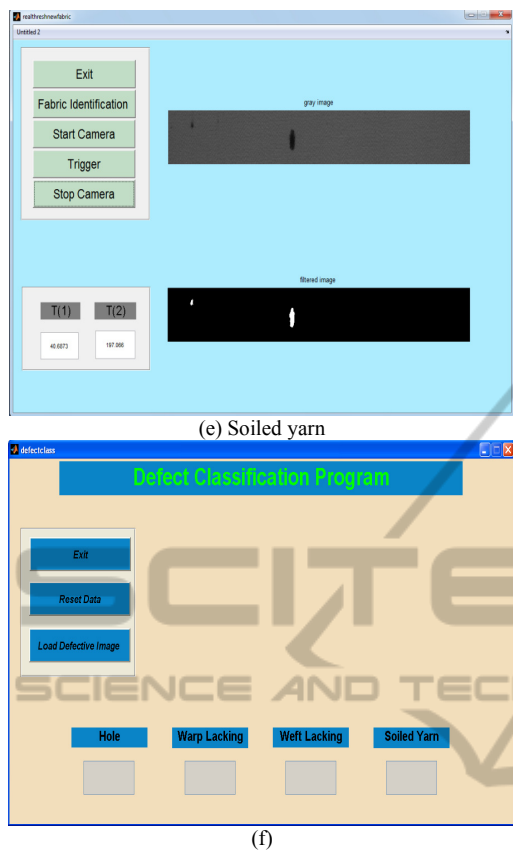 realthreshnewfabric
Untitled 2
Exit
Fabric Identification
Start Camera
Trigger
Stop Camera
gray image
filtered image
T(1) T(2)
40.6873 197.066
(e) Soiled yarn
defectclass
Defect Classification Program
Exit
Reset Data
Load Defective Image
SCITE
SCIENCE AND TECH
Hole Warp Lacking Weft Lacking Soiled Yarn
(f)